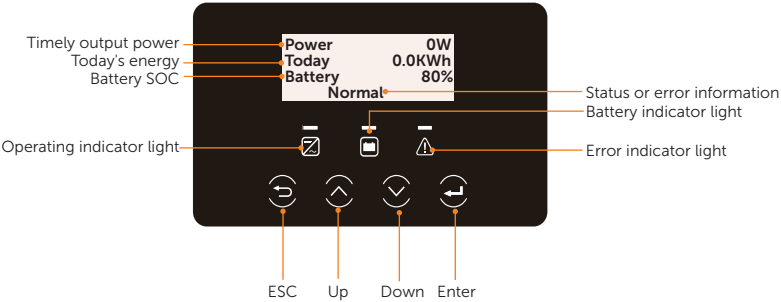 Timely output power
Today's energy
Battery SOC
Power 0W
Today 0.0KWh
Battery 80%
Normal
Status or error information
Battery indicator light
Operating indicator light
Error indicator light
ESC Up Down Enter